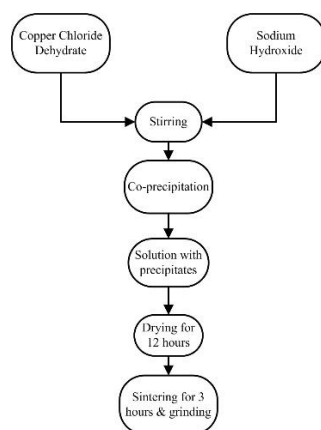 Copper Chloride
Dehydrate
Sodium
Hydroxide
Stirring
Co-precipitation
Solution with
precipitates
Drying for
12 hours
Sintering for 3
hours & grinding